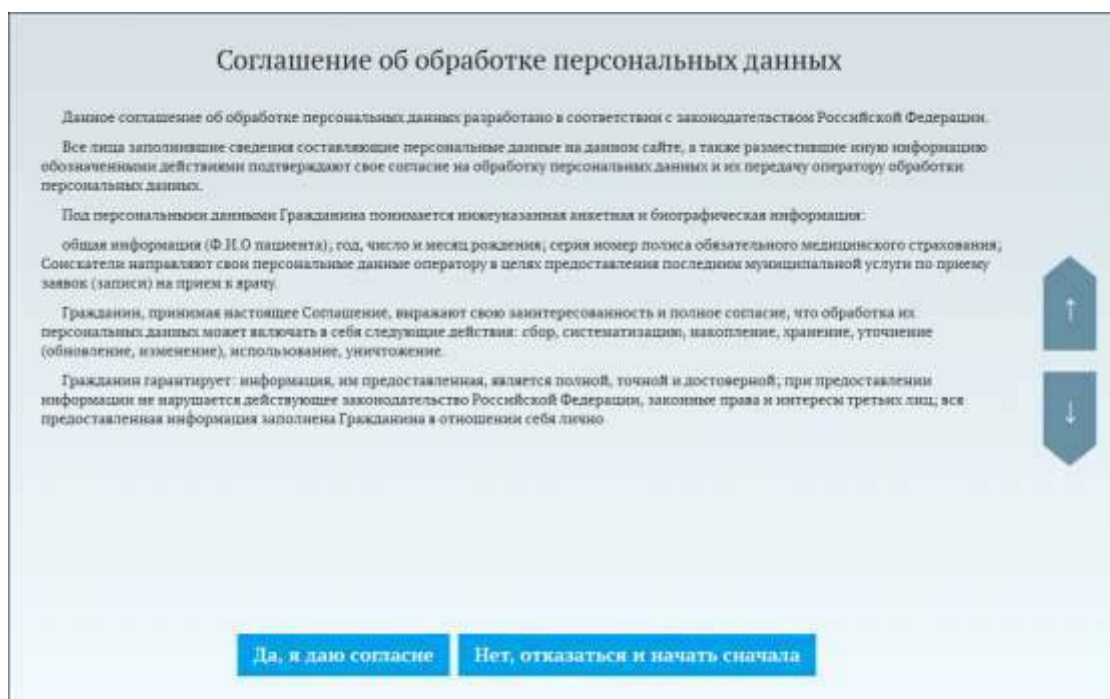 Соглашение об обработке персональных данных
Данное соглашение об обработке персональных данных разработано в соответствии с законодательством Российской Федерации.
Все лица заполнившие сведения составляющие персональные данные на данном сайте, а также разместившие иную информацию
обозначенными действиями подтверждают свое согласие на обработку персональных данных и их передачу оператору обработки
персональных данных.
Под персональными данными Гражданина понимается нижеуказанная анкетная и биографическая информация:
общая информация (Ф.И.О пациента); год, число и месяц рождения; серия номер полиса обязательного медицинского страхования;
Соискатели направляют свои персональные данные оператору в целях предоставления последним муниципальной услуги по приему
заявок (записи) на прием к врачу.
Гражданин, принимая настоящее Соглашение, выражают свою заинтересованность и полное согласие, что обработка их
персональных данных может включать в себя следующие действия: сбор, систематизацию, накопление, хранение, уточнение
(обновление, изменение), использование, уничтожение.
Гражданин гарантирует: информация, им предоставленная, является полной, точной и достоверной; при предоставлении
информации не нарушается действующее законодательство Российской Федерации, законные права и интересы третьих лиц; вся
предоставленная информация заполнена Гражданина в отношении себя лично
↑
↓
Да, я даю согласие
Нет, отказаться и начать сначала